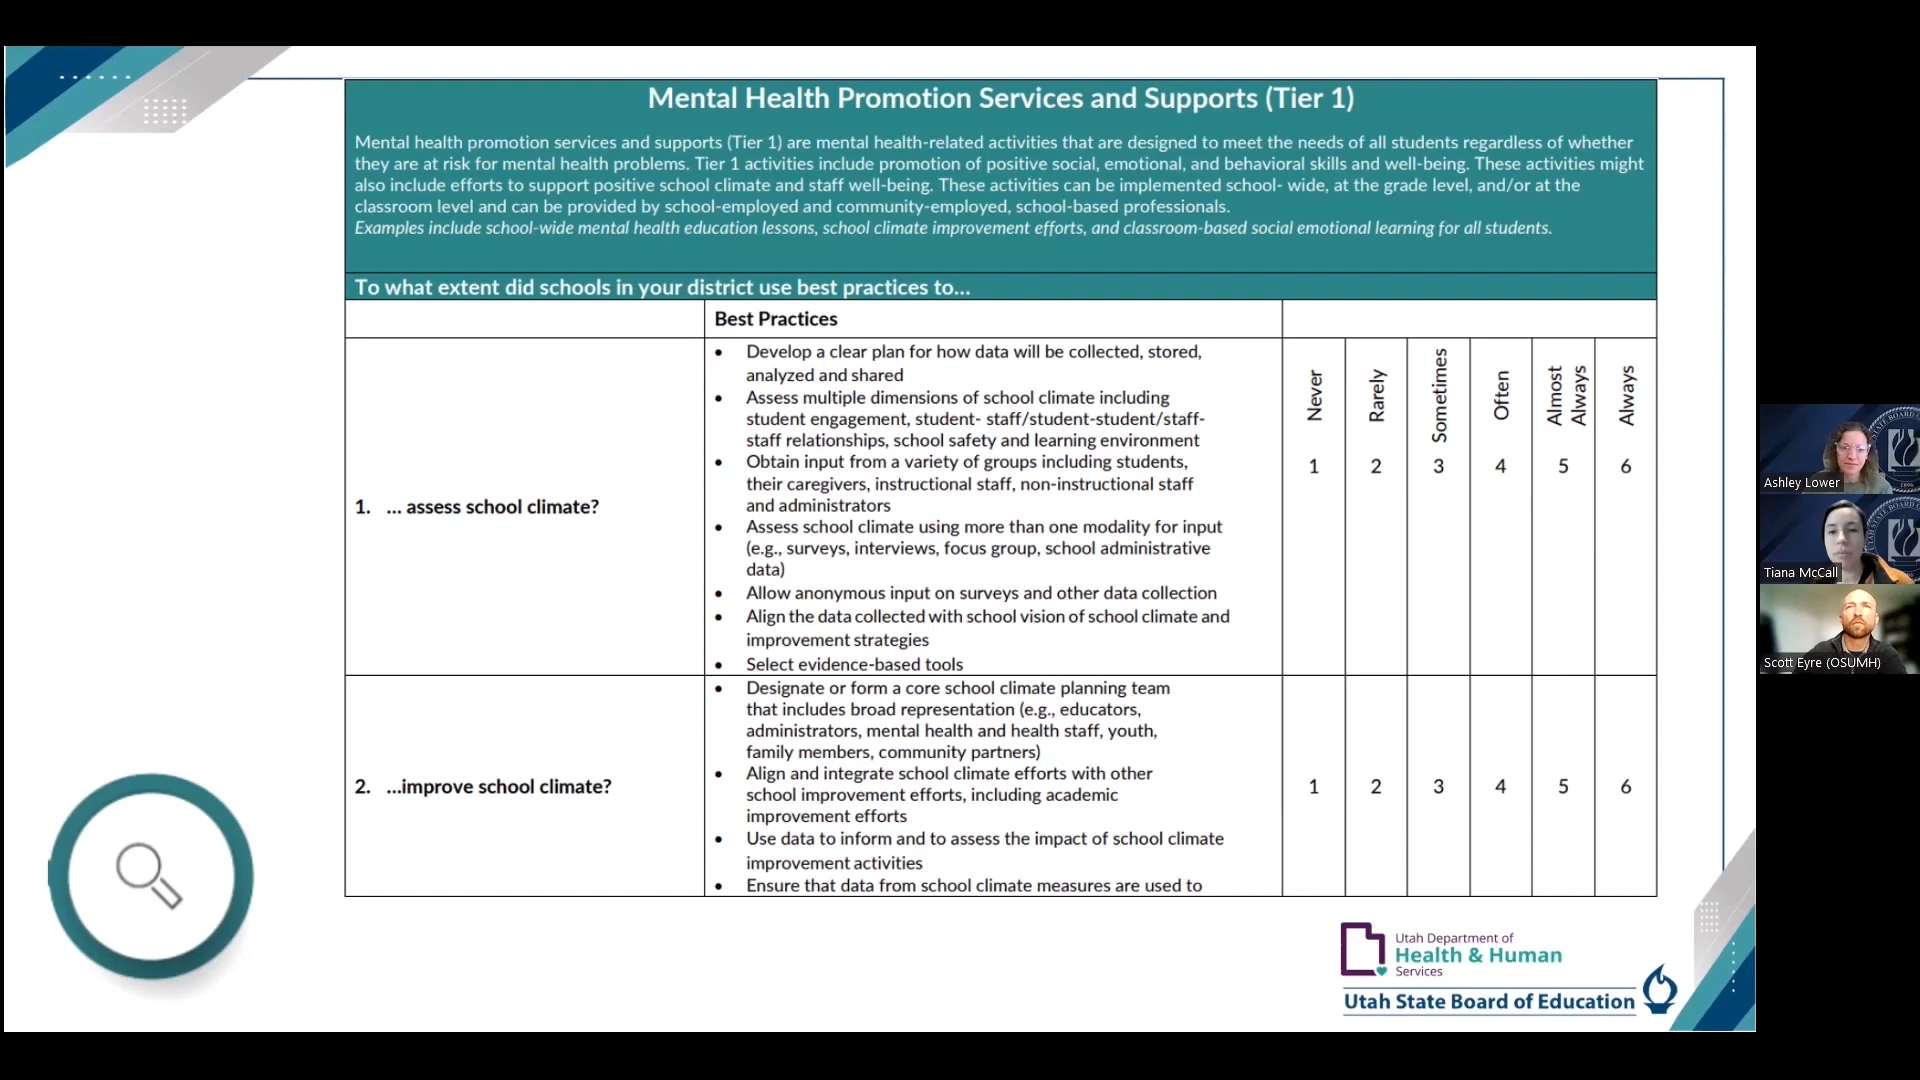 Mental Health Promotion Services and Supports (Tier 1)
Mental health promotion services and supports (Tier 1) are mental health-related activities that are designed to meet the needs of all students regardless of whether
they are at risk for mental health problems. Tier 1 activities include promotion of positive social, emotional, and behavioral skills and well-being. These activities might
also include efforts to support positive school climate and staff well-being. These activities can be implemented school- wide, at the grade level, and/or at the
classroom level and can be provided by school-employed and community-employed, school-based professionals.
Examples include school-wide mental health education lessons, school climate improvement efforts, and classroom-based social emotional learning for all students.
To what extent did schools in your district use best practices to...
Best Practices
1. ... assess school climate?
• Develop a clear plan for how data will be collected, stored,
analyzed and shared
• Assess multiple dimensions of school climate including
student engagement, student- staff/student-student/staff-
staff relationships, school safety and learning environment
• Obtain input from a variety of groups including students,
their caregivers, instructional staff, non-instructional staff
and administrators
• Assess school climate using more than one modality for input
(e.g., surveys, interviews, focus group, school administrative
data)
• Allow anonymous input on surveys and other data collection
• Align the data collected with school vision of school climate and
improvement strategies
• Select evidence-based tools
Never
Rarely
Sometimes
Often
Almost
Always
Always
1 2 3 4 5 6
2. ...improve school climate?
• Designate or form a core school climate planning team
that includes broad representation (e.g., educators,
administrators, mental health and health staff, youth,
family members, community partners)
• Align and integrate school climate efforts with other
school improvement efforts, including academic
improvement efforts
• Use data to inform and to assess the impact of school climate
improvement activities
• Ensure that data from school climate measures are used to
1 2 3 4 5 6
Utah Department of
Health & Human
Services
Utah State Board of Education
Ashley Lower
Tiana McCall
Scott Eyre (OSUMH)